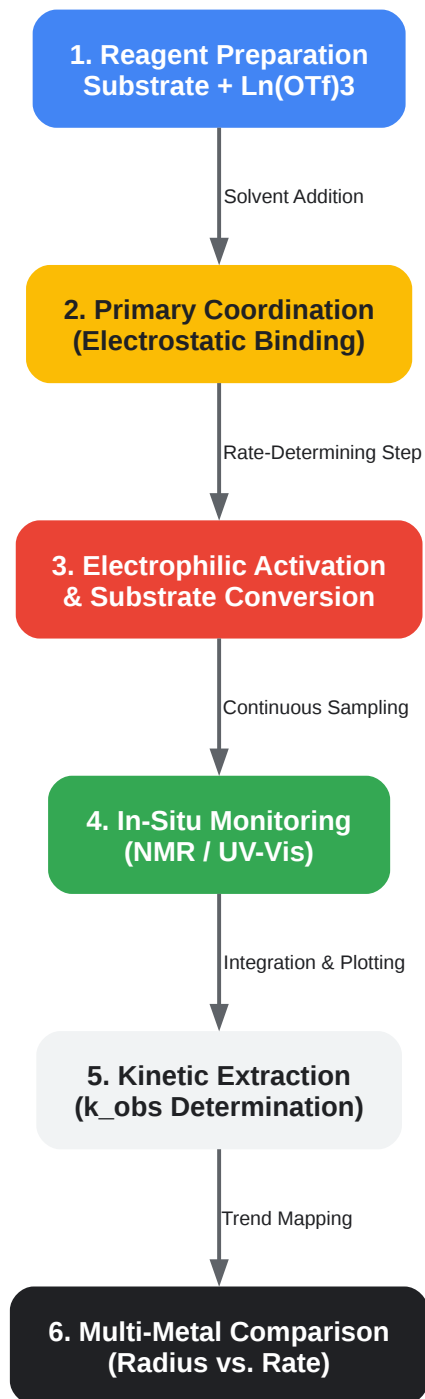 1. Reagent Preparation
Substrate + Ln(OTf)3
Solvent Addition
2. Primary Coordination
(Electrostatic Binding)
Rate-Determining Step
3. Electrophilic Activation
& Substrate Conversion
Continuous Sampling
4. In-Situ Monitoring
(NMR / UV-Vis)
Integration & Plotting
5. Kinetic Extraction
(k_obs Determination)
Trend Mapping
6. Multi-Metal Comparison
(Radius vs. Rate)